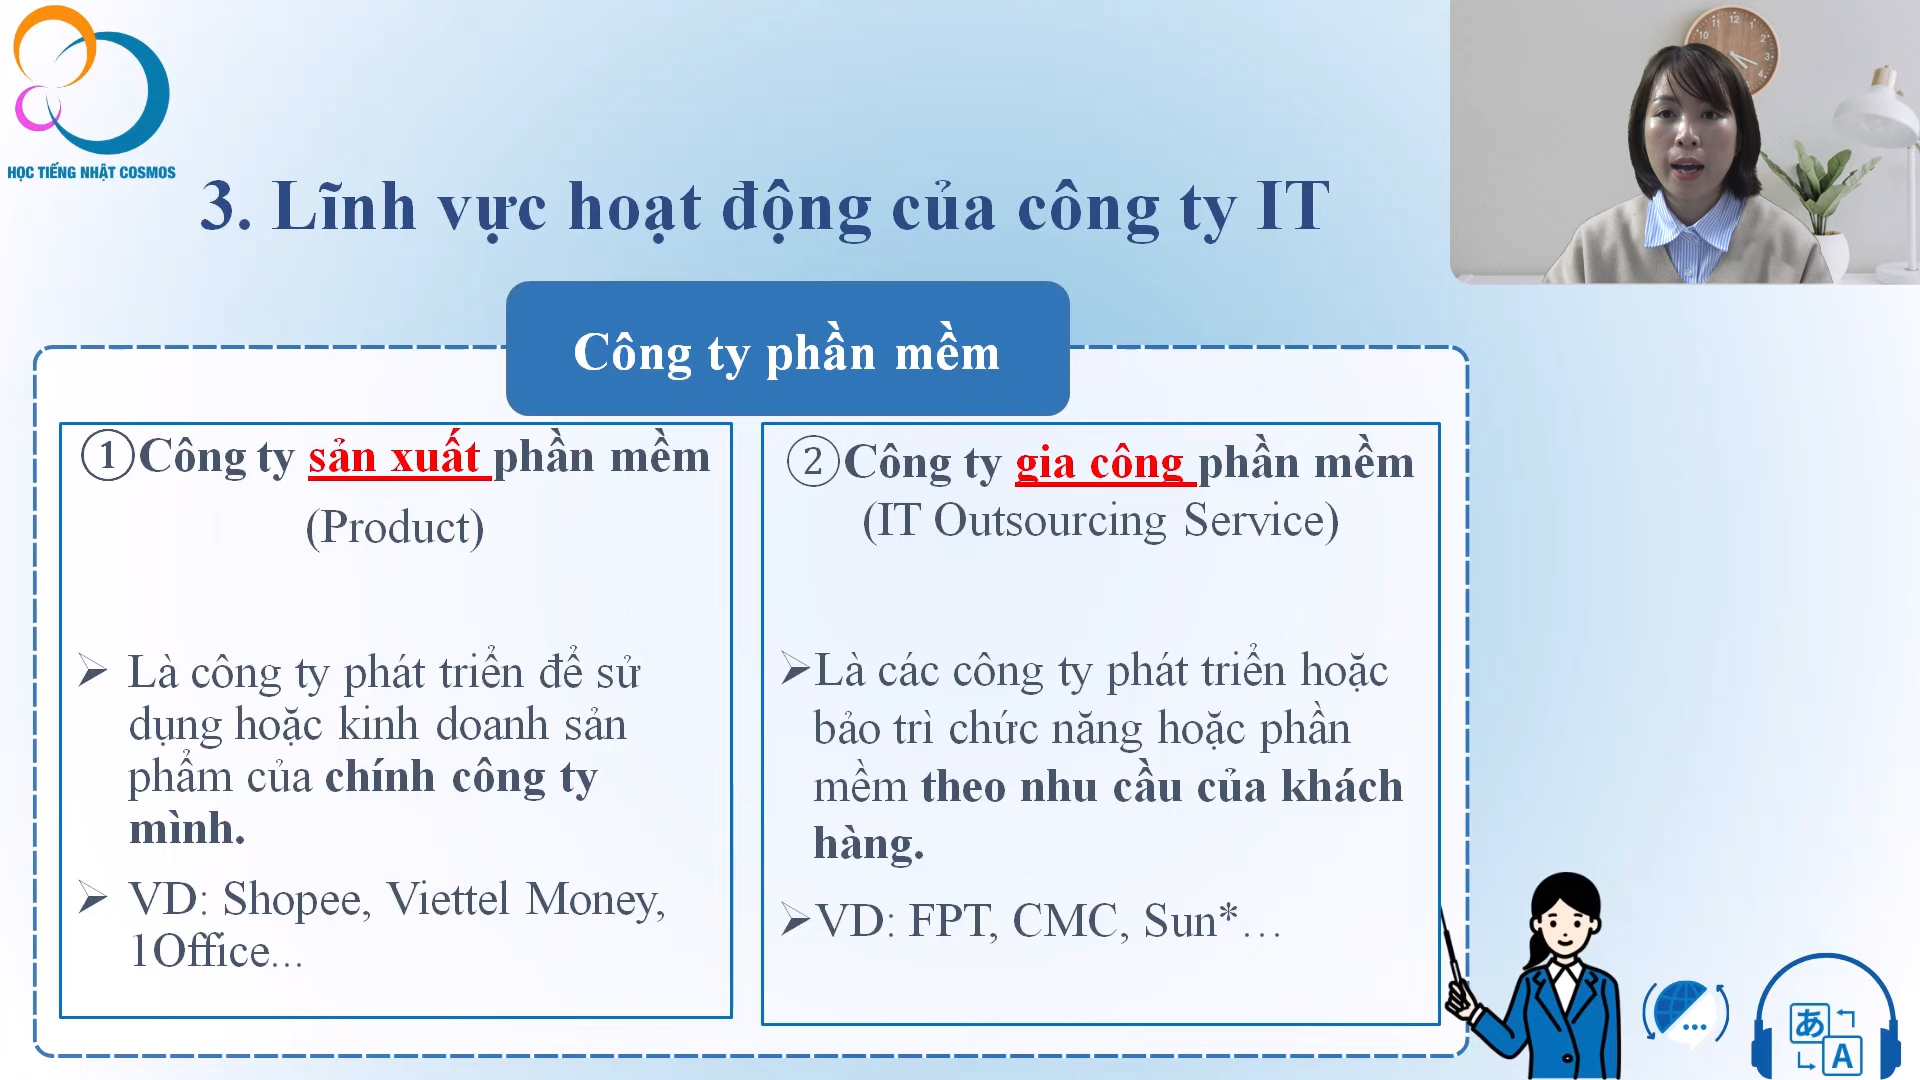 HỌC TIẾNG NHẬT COSMOS
3. Lĩnh vực hoạt động của công ty IT
Công ty phần mềm
①Công ty sản xuất phần mềm
(Product)
➢ Là công ty phát triển để sử
dụng hoặc kinh doanh sản
phẩm của chính công ty
mình.
➢ VD: Shopee, Viettel Money,
1Office...
②Công ty gia công phần mềm
(IT Outsourcing Service)
➢Là các công ty phát triển hoặc
bảo trì chức năng hoặc phần
mềm theo nhu cầu của khách
hàng.
➢VD: FPT, CMC, Sun*…
あ
A